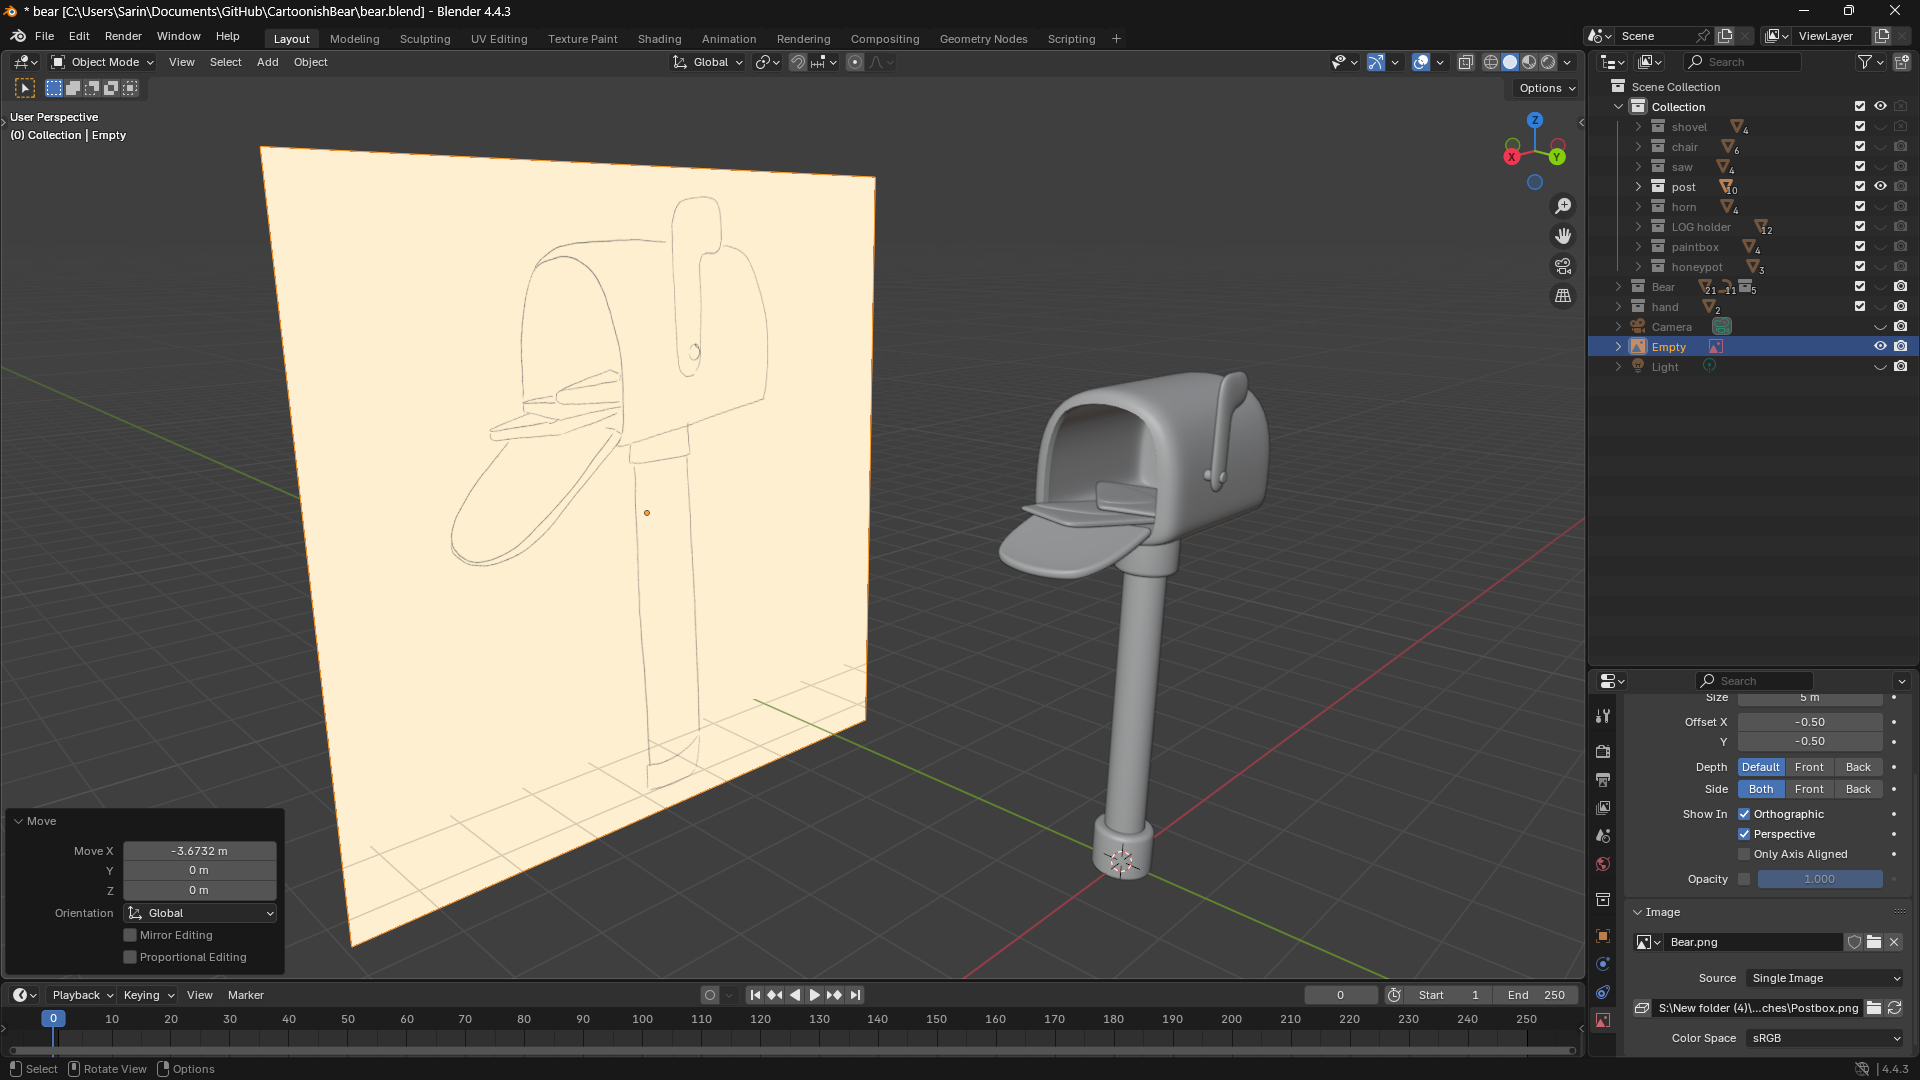 * bear [C:\Users\Sarin\Documents\GitHub\CartoonishBear\bear.blend] - Blender 4.4.3
File Edit Render Window Help
Layout Modeling Sculpting UV Editing Texture Paint Shading Animation Rendering Compositing Geometry Nodes Scripting +
Scene
ViewLayer
Object Mode View Select Add Object
Global
Options
User Perspective
(0) Collection | Empty
Z
X
Y
Search
Scene Collection
Collection
shovel 4
chair 6
saw 4
post 10
horn 4
LOG holder 12
paintbox 4
honeypot 3
Bear 21 11 5
hand 2
Camera
Empty
Light
Search
Size 5 m
Offset X -0.50
Y -0.50
Depth Default Front Back
Side Both Front Back
Show In Orthographic
Perspective
Only Axis Aligned
Opacity 1.000
Image
Bear.png
Source Single Image
S:\New folder (4)\...ches\Postbox.png
Color Space sRGB
Move
Move X -3.6732 m
Y 0 m
Z 0 m
Orientation Global
Mirror Editing
Proportional Editing
Playback Keying View Marker
0
Start 1 End 250
0 10 20 30 40 50 60 70 80 90 100 110 120 130 140 150 160 170 180 190 200 210 220 230 240 250
Select Rotate View Options
4.4.3